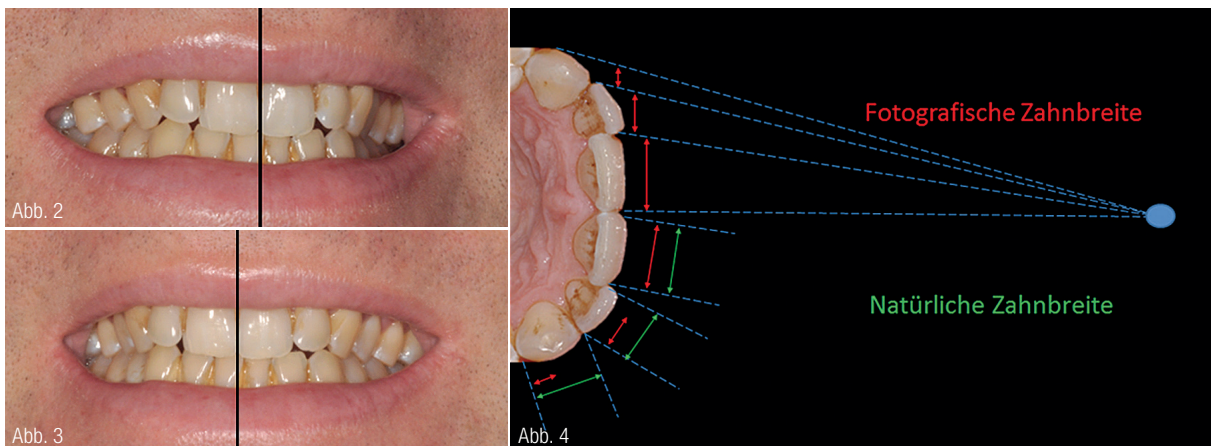 Abb. 2
Abb. 3
Fotografische Zahnbreite
Natürliche Zahnbreite
Abb. 4